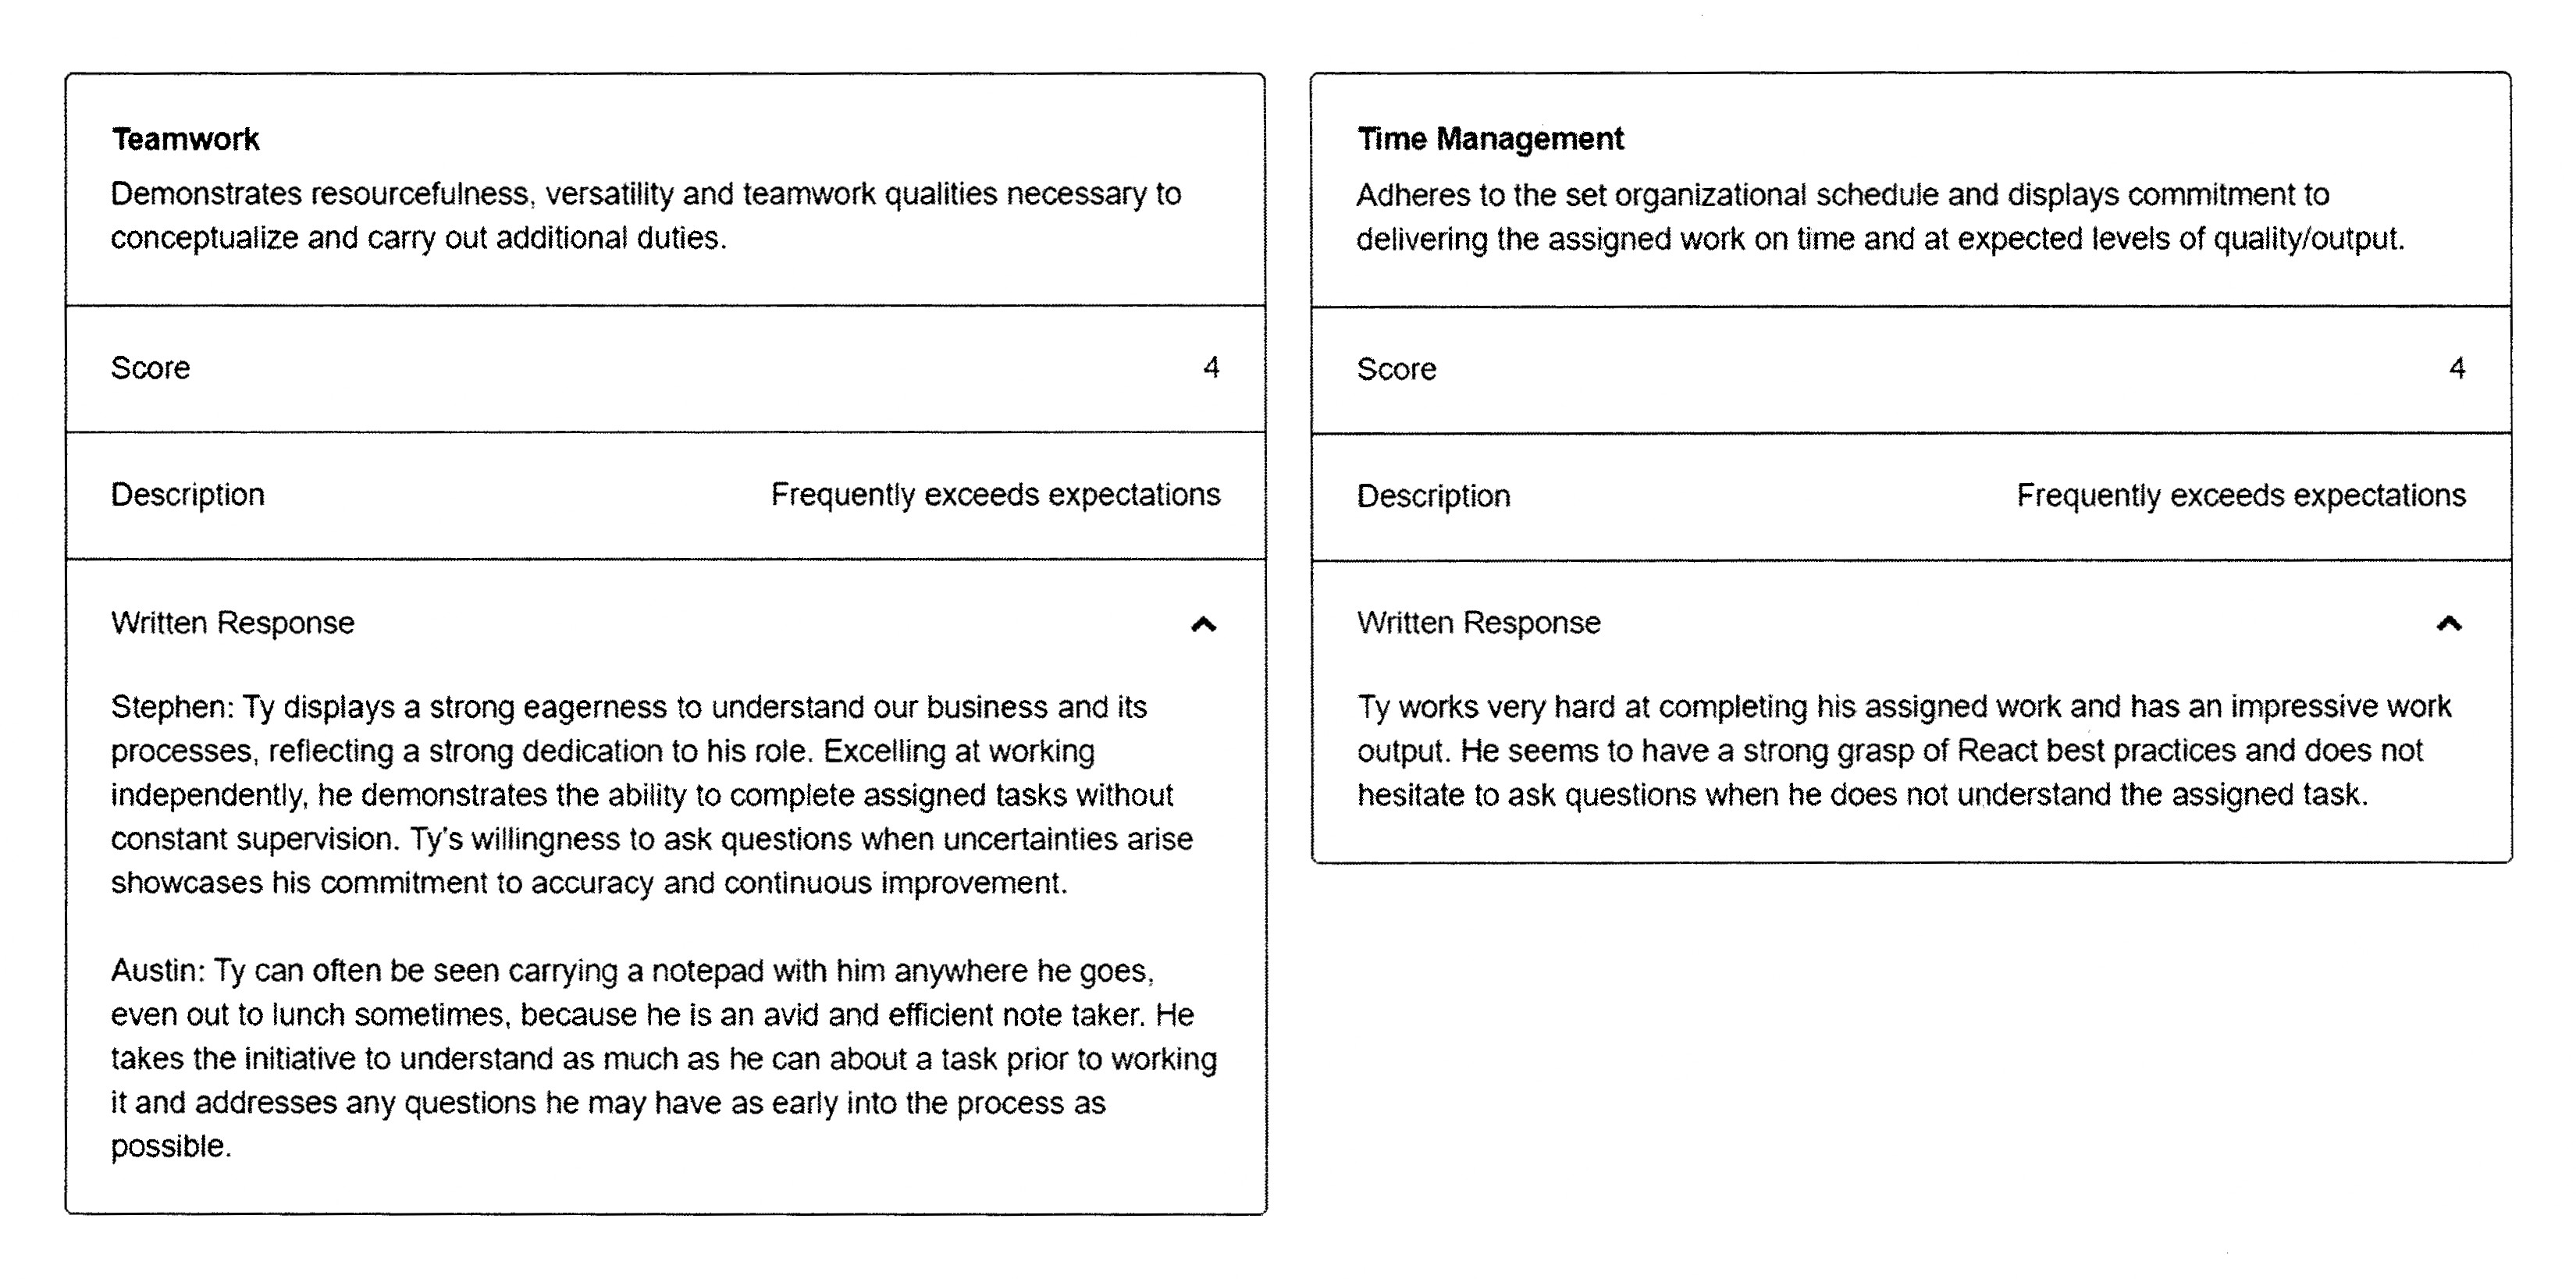 Teamwork
Demonstrates resourcefulness, versatility and teamwork qualities necessary to
conceptualize and carry out additional duties.
Score 4
Description Frequently exceeds expectations
Written Response
Stephen: Ty displays a strong eagerness to understand our business and its
processes, reflecting a strong dedication to his role. Excelling at working
independently, he demonstrates the ability to complete assigned tasks without
constant supervision. Ty's willingness to ask questions when uncertainties arise
showcases his commitment to accuracy and continuous improvement.
Austin: Ty can often be seen carrying a notepad with him anywhere he goes,
even out to lunch sometimes, because he is an avid and efficient note taker. He
takes the initiative to understand as much as he can about a task prior to working
it and addresses any questions he may have as early into the process as
possible.
Time Management
Adheres to the set organizational schedule and displays commitment to
delivering the assigned work on time and at expected levels of quality/output.
Score 4
Description Frequently exceeds expectations
Written Response
Ty works very hard at completing his assigned work and has an impressive work
output. He seems to have a strong grasp of React best practices and does not
hesitate to ask questions when he does not understand the assigned task.